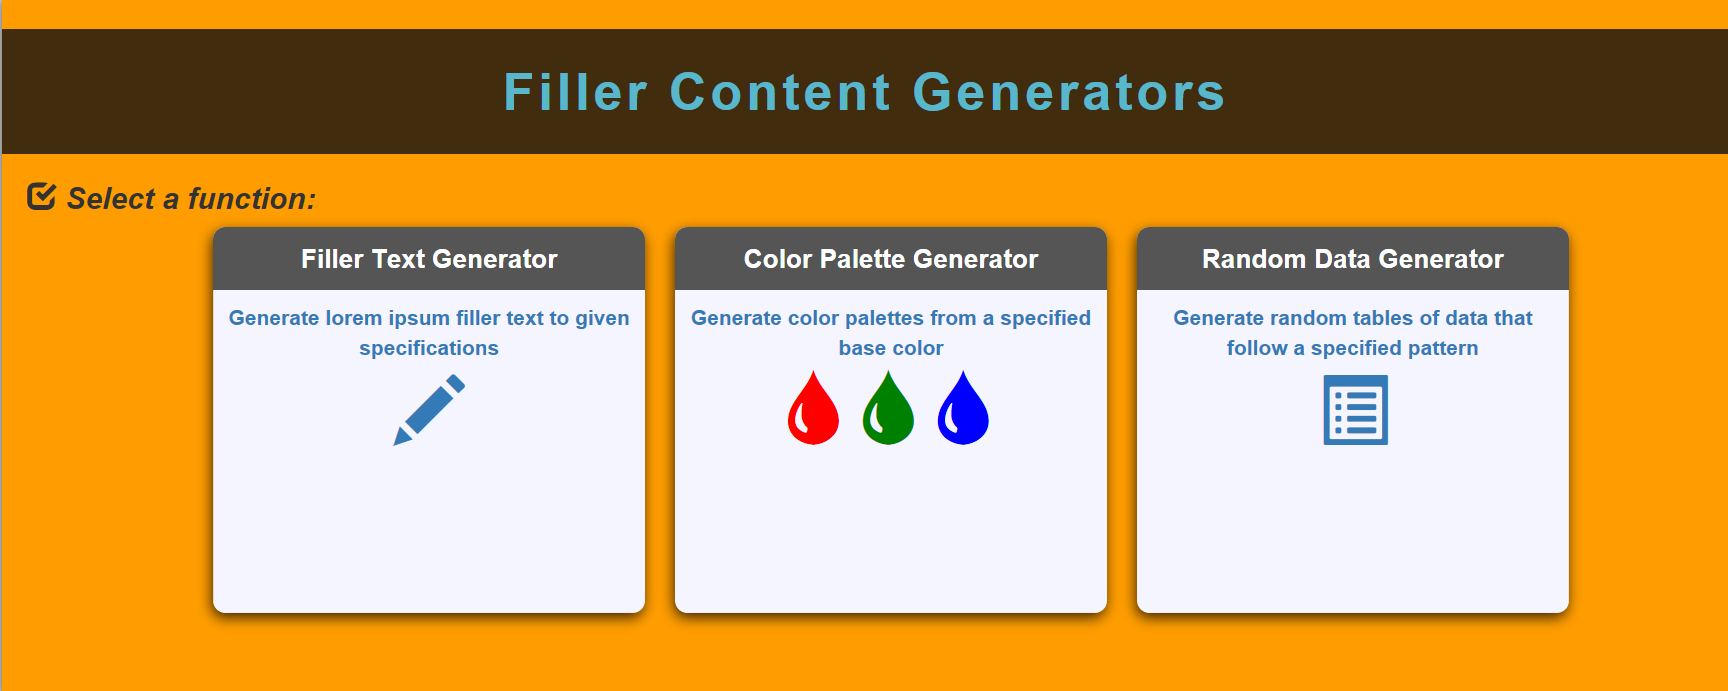 Filler Content Generators
Select a function:
Filler Text Generator
Generate lorem ipsum filler text to given
specifications
Color Palette Generator
Generate color palettes from a specified
base color
Random Data Generator
Generate random tables of data that
follow a specified pattern